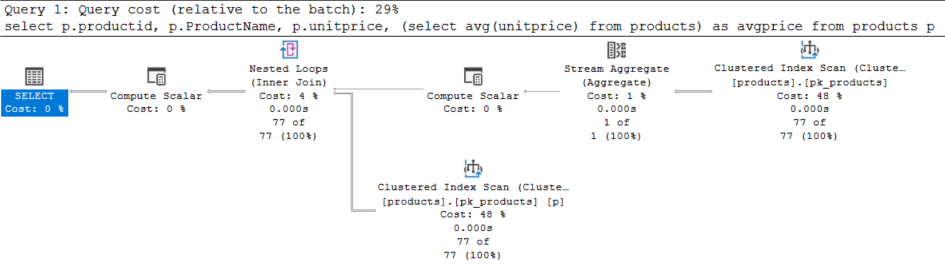 Query 1: Query cost (relative to the batch): 29%
select p.productid, p.ProductName, p.unitprice, (select avg(unitprice) from products) as avgprice from products p
SELECT
Cost: 0 %
Compute Scalar
Cost: 0 %
Nested Loops
(Inner Join)
Cost: 4 %
0.000s
77 of
77 (100%)
Compute Scalar
Cost: 0 %
Stream Aggregate
(Aggregate)
Cost: 1 %
0.000s
1 of
1 (100%)
Clustered Index Scan (Cluste…
[products].[pk_products]
Cost: 48 %
0.000s
77 of
77 (100%)
Clustered Index Scan (Cluste…
[products].[pk_products] [p]
Cost: 48 %
0.000s
77 of
77 (100%)